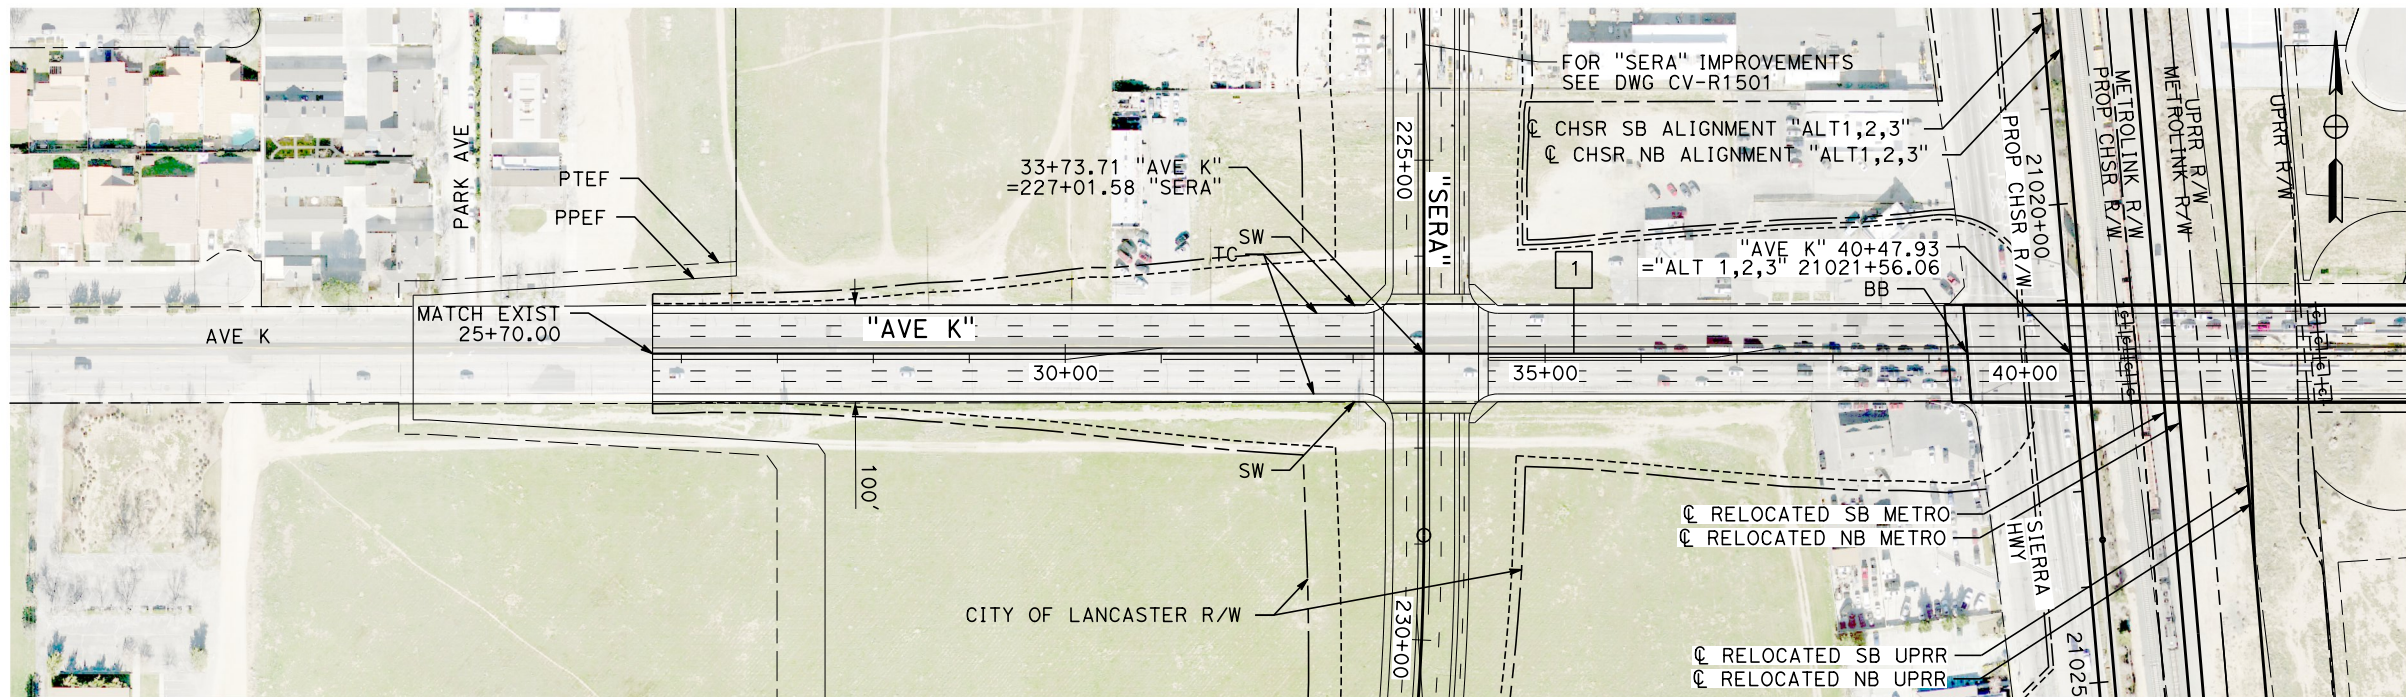 FOR "SERA" IMPROVEMENTS
SEE DWG CV-R1501
℄ CHSR SB ALIGNMENT "ALT1,2,3"
℄ CHSR NB ALIGNMENT "ALT1,2,3"
PARK AVE
PTEF
PPEF
33+73.71 "AVE K"
=227+01.58 "SERA"
225+00
"SERA"
SW
TC
1
"AVE K" 40+47.93
="ALT 1,2,3" 21021+56.06
BB
PROP CHSR R/W
21020+00
PROP CHSR R/W
METROLINK R/W
METROLINK R/W
UPRR R/W
UPRR R/W
MATCH EXIST
25+70.00
AVE K
"AVE K"
30+00
35+00
40+00
100'
SW
CITY OF LANCASTER R/W
230+00
℄ RELOCATED SB METRO
℄ RELOCATED NB METRO
SIERRA
HWY
℄ RELOCATED SB UPRR
℄ RELOCATED NB UPRR
21025